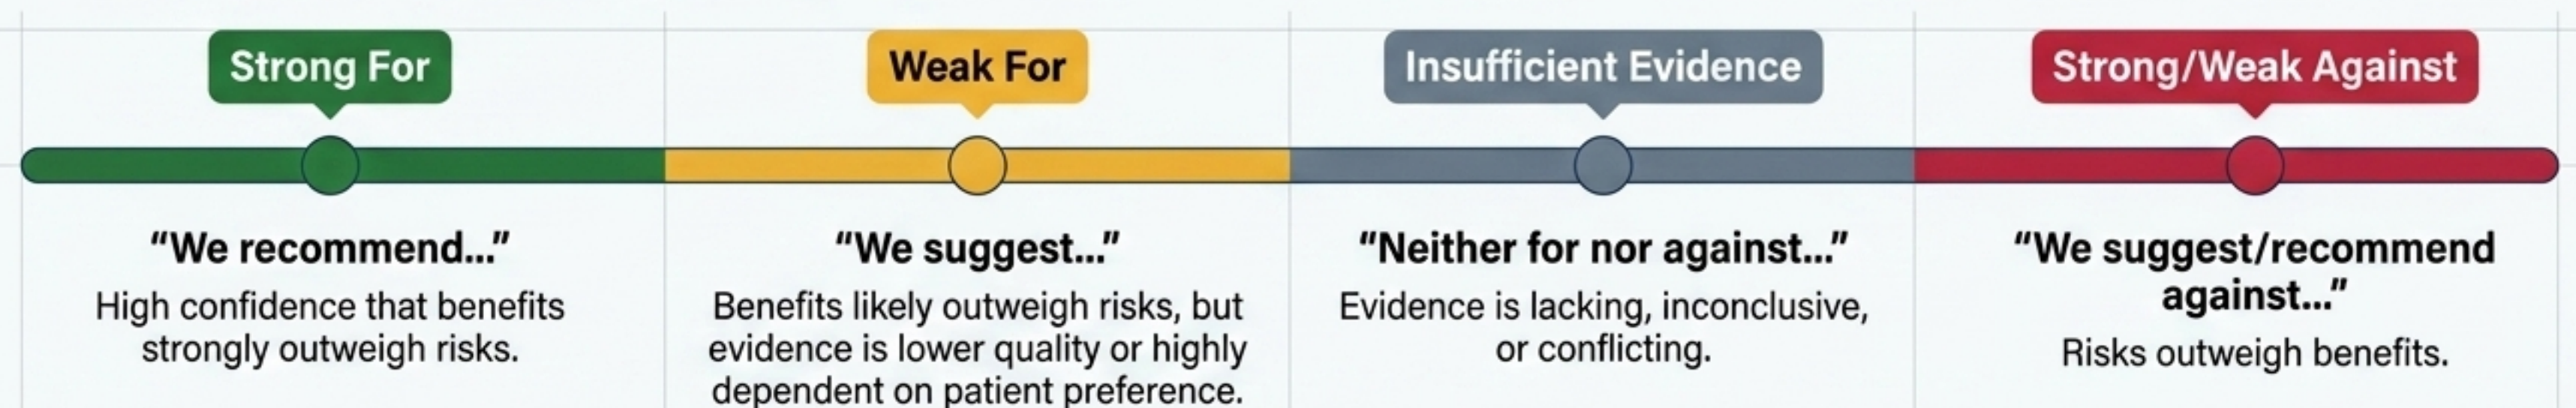 Strong For
“We recommend...”
High confidence that benefits
strongly outweigh risks.
Weak For
“We suggest...”
Benefits likely outweigh risks, but
evidence is lower quality or highly
dependent on patient preference.
Insufficient Evidence
“Neither for nor against...”
Evidence is lacking, inconclusive,
or conflicting.
Strong/Weak Against
“We suggest/recommend
against...”
Risks outweigh benefits.